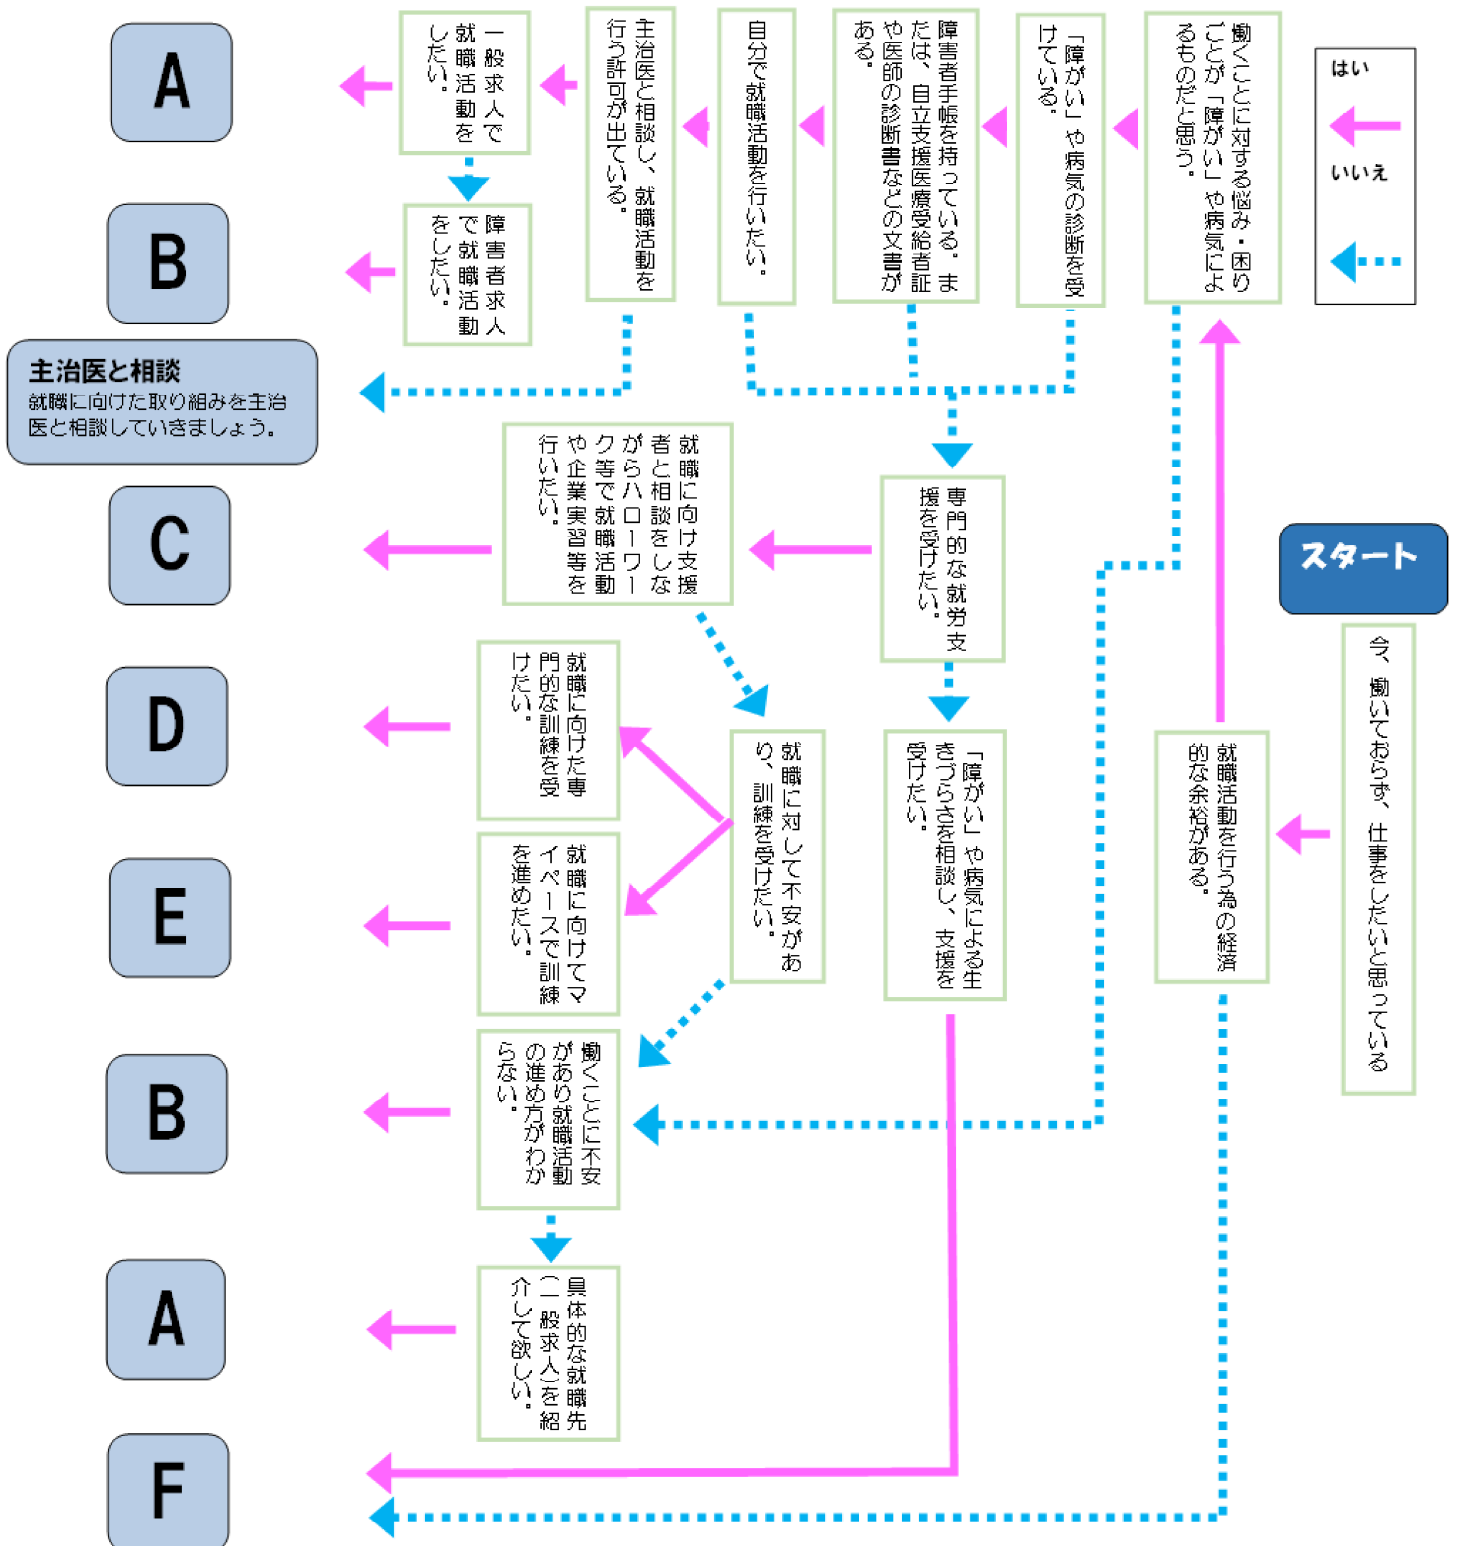 はい
いいえ
スタート
今、働いておらず、仕事をしたいと思っている
就職活動を行う為の経済
的な余裕がある。
働くことに対する悩み・困り
ごとが「障がい」や病気によ
るものだと思う。
「障がい」や病気の診断を受
けている。
障害者手帳を持っている。ま
たは、自立支援医療受給者証
や医師の診断書などの文書が
ある。
自分で就職活動を行いたい。
主治医と相談し、就職活動を
行う許可が出ている。
一般求人で
就職活動を
したい。
障害者求人
で就職活動
をしたい。
専門的な就労支
援を受けたい。
「障がい」や病気による生
きづらさを相談し、支援を
受けたい。
就職に向け支援
者と相談をしな
がらハローワー
ク等で就職活動
や企業実習等を
行いたい。
就職に対して不安があ
り、訓練を受けたい。
就職に向けた専
門的な訓練を受
けたい。
就職に向けてマ
イペースで訓練
を進めたい。
働くことに不安
があり就職活動
の進め方がわか
らない。
具体的な就職先
(一般求人)を紹
介して欲しい。
A
B
主治医と相談
就職に向けた取り組みを主治
医と相談していきましょう。
C
D
E
B
A
F